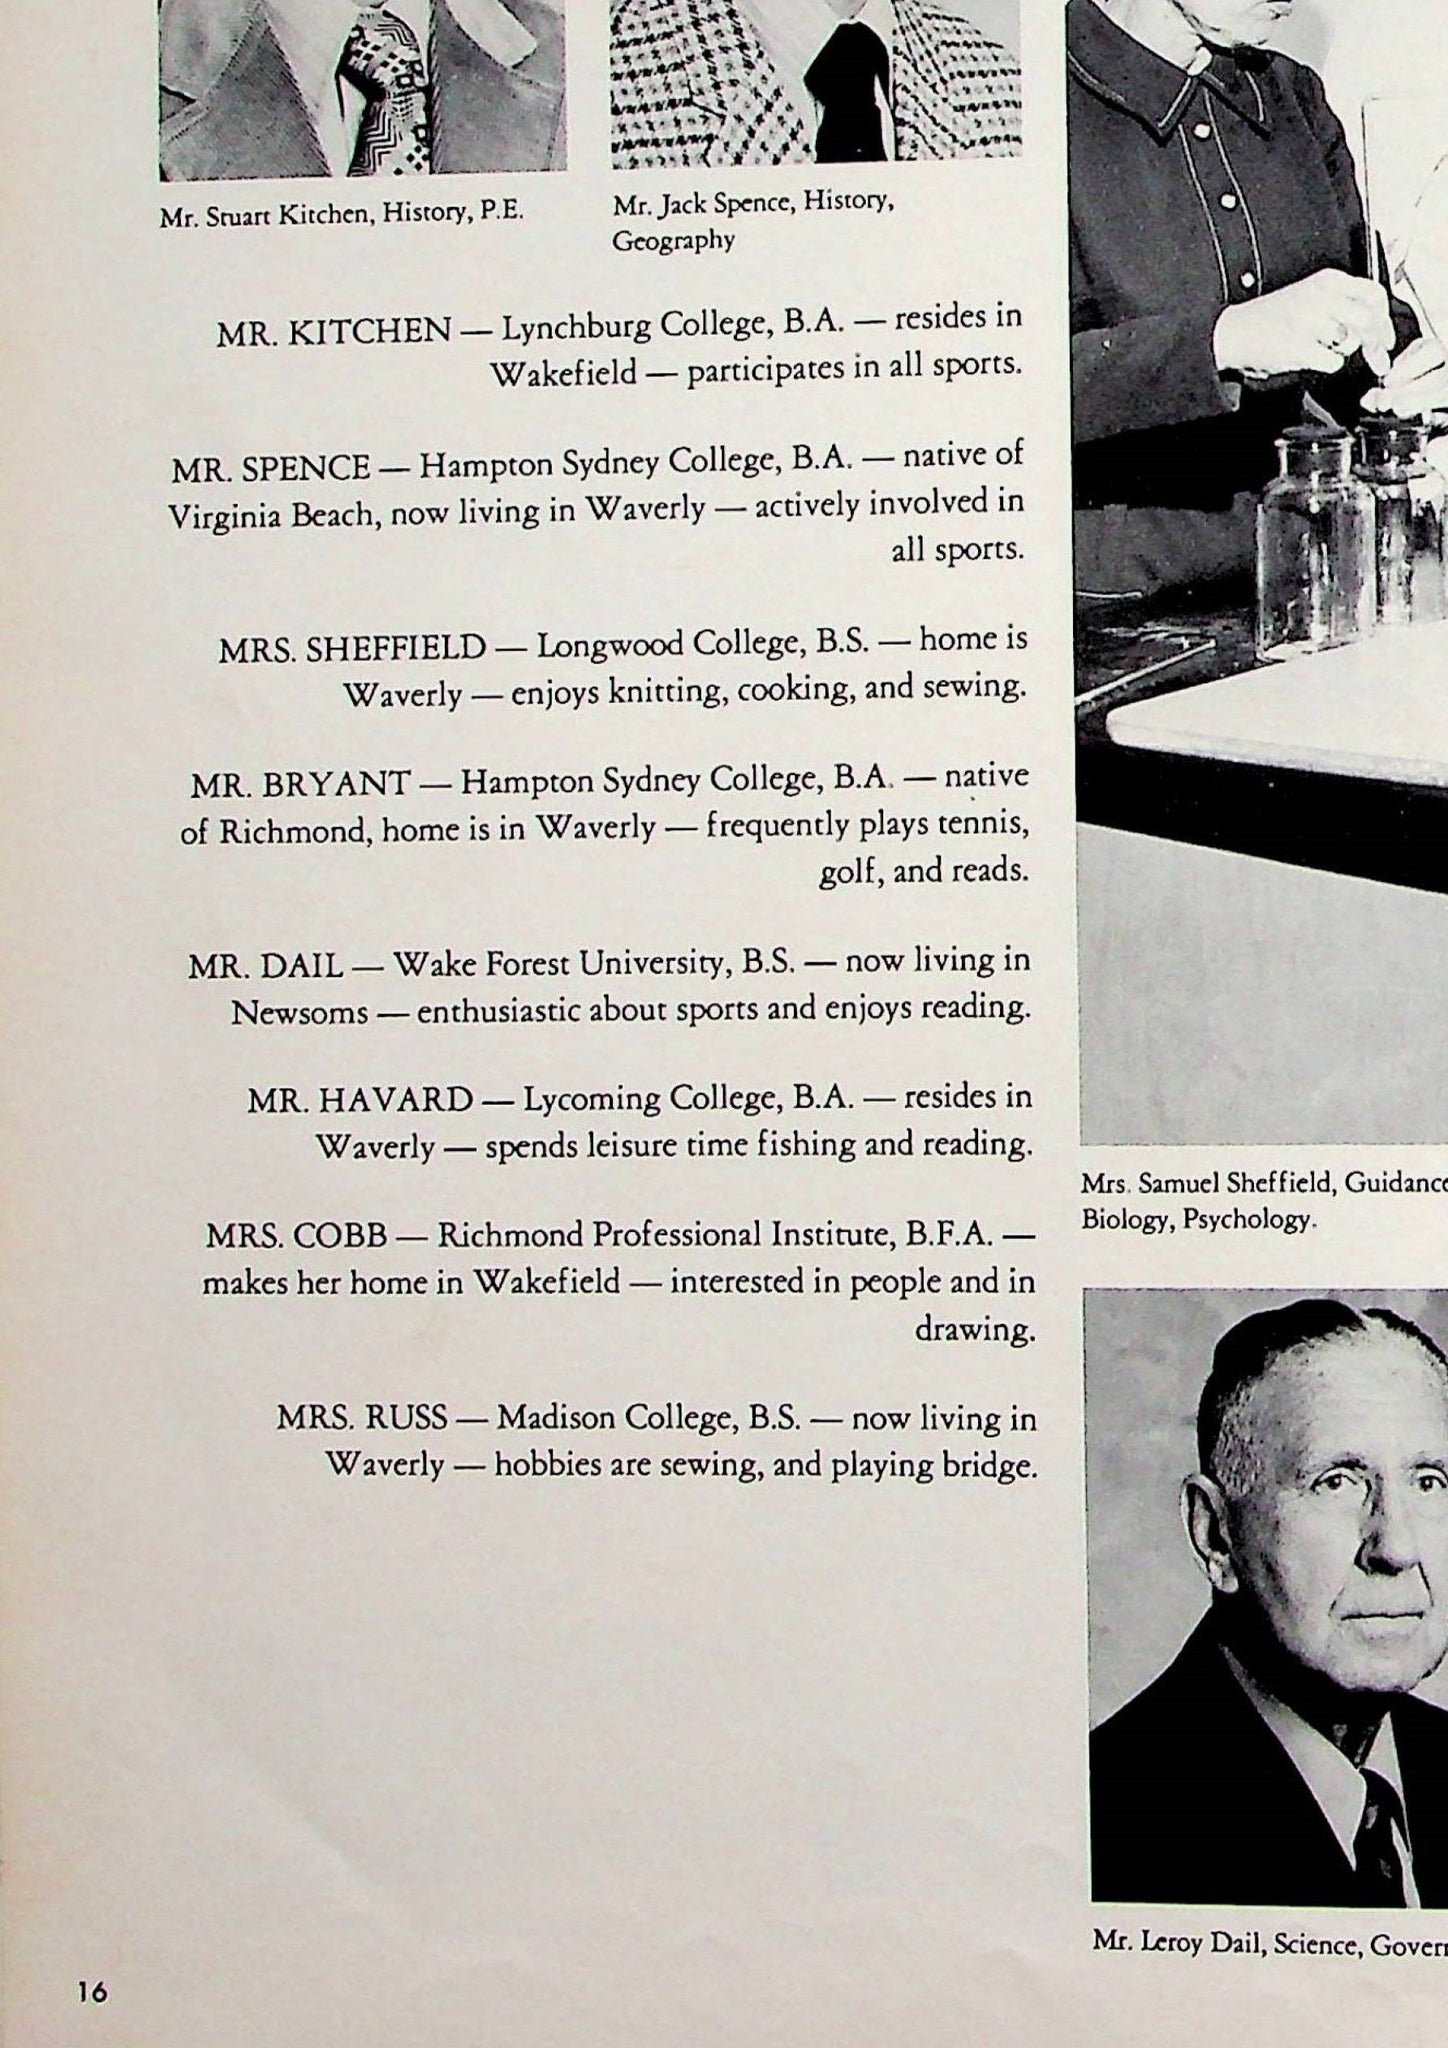 Mr. Stuart Kitchen, History, P.E.
Mr. Jack Spence, History,
Geography
MR. KITCHEN — Lynchburg College, B.A. — resides in
Wakefield — participates in all sports.
MR. SPENCE — Hampton Sydney College, B.A. — native of
Virginia Beach, now living in Waverly — actively involved in
all sports.
MRS. SHEFFIELD — Longwood College, B.S. — home is
Waverly — enjoys knitting, cooking, and sewing.
MR. BRYANT — Hampton Sydney College, B.A. — native
of Richmond, home is in Waverly — frequently plays tennis,
golf, and reads.
MR. DAIL — Wake Forest University, B.S. — now living in
Newsoms — enthusiastic about sports and enjoys reading.
MR. HAVARD — Lycoming College, B.A. — resides in
Waverly — spends leisure time fishing and reading.
MRS. COBB — Richmond Professional Institute, B.F.A. —
makes her home in Wakefield — interested in people and in
drawing.
MRS. RUSS — Madison College, B.S. — now living in
Waverly — hobbies are sewing, and playing bridge.
Mrs. Samuel Sheffield, Guidance
Biology, Psychology.
Mr. Leroy Dail, Science,
16